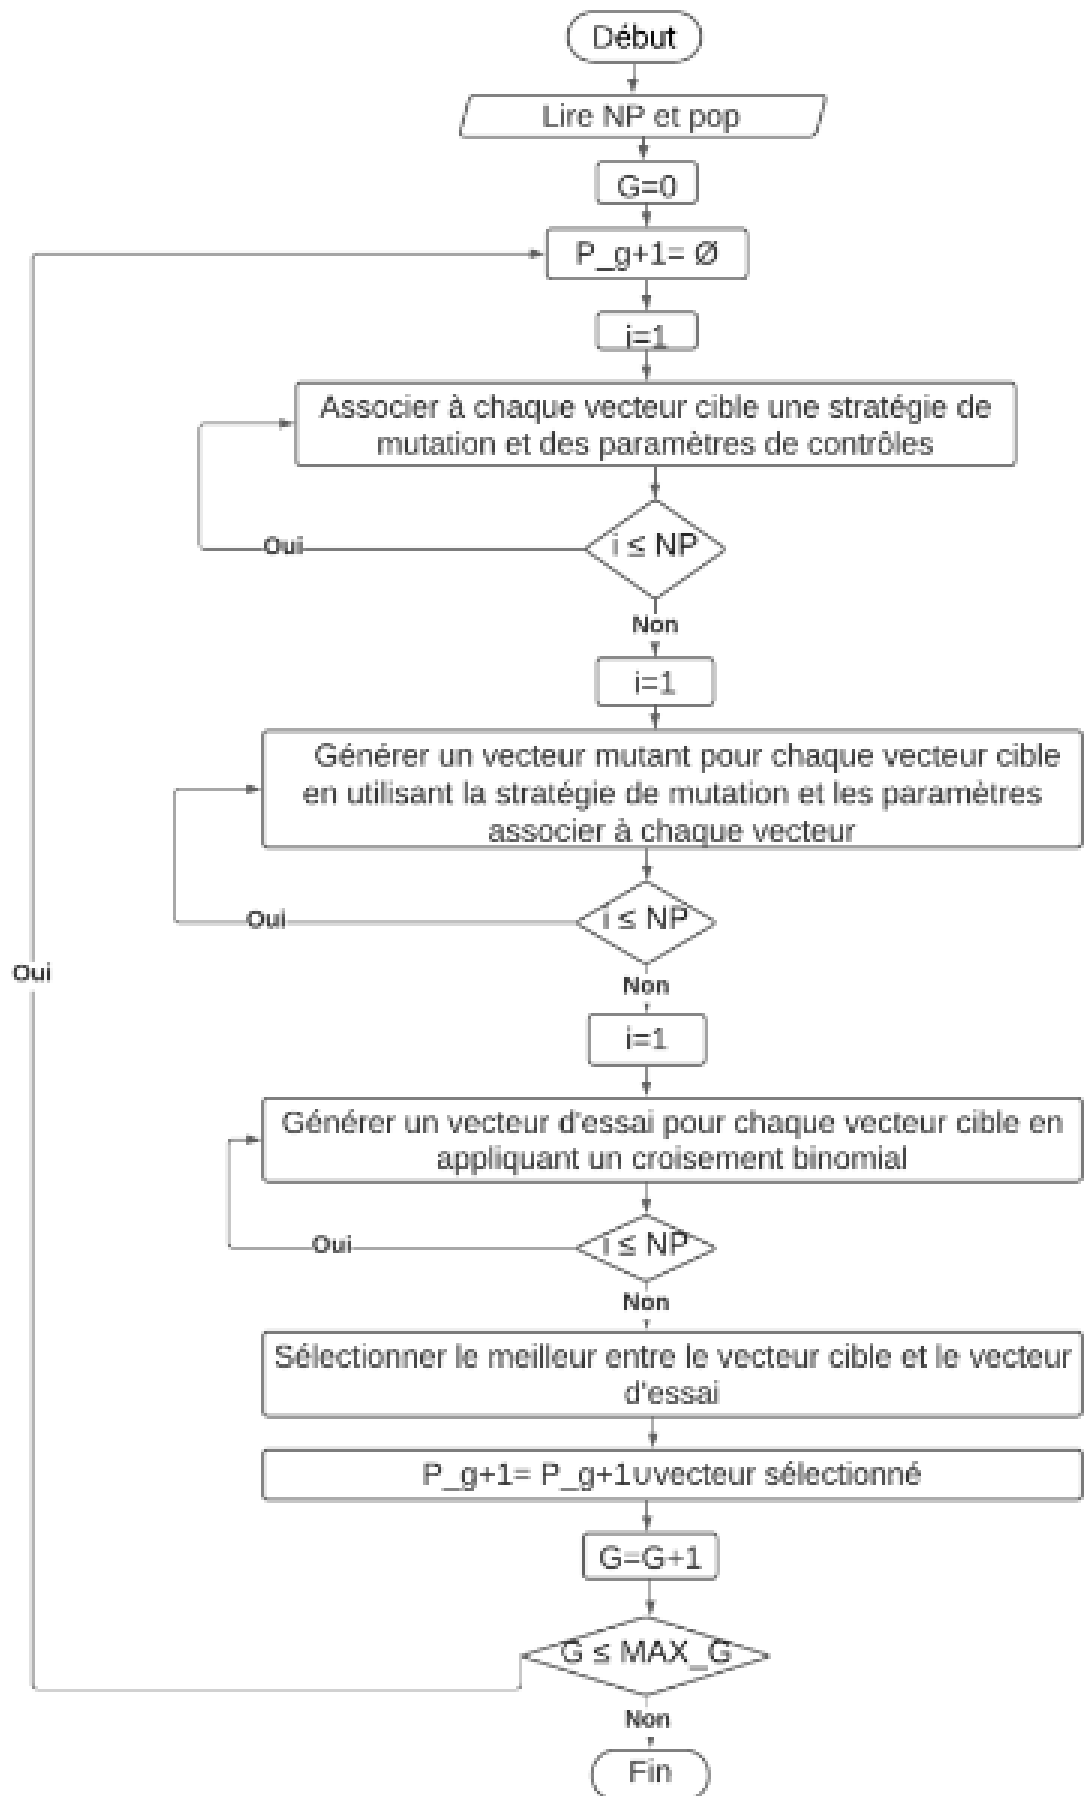 Début
Lire NP et pop
G=0
P_g+1= Ø
i=1
Associer à chaque vecteur cible une stratégie de
mutation et des paramètres de contrôles
i ≤ NP
Oui
Non
i=1
Générer un vecteur mutant pour chaque vecteur cible
en utilisant la stratégie de mutation et les paramètres
associer à chaque vecteur
i ≤ NP
Oui
Oui
Non
i=1
Générer un vecteur d'essai pour chaque vecteur cible en
appliquant un croisement binomial
i ≤ NP
Oui
Non
Sélectionner le meilleur entre le vecteur cible et le vecteur
d'essai
P_g+1= P_g+1∪vecteur sélectionné
G=G+1
G ≤ MAX_G
Non
Fin